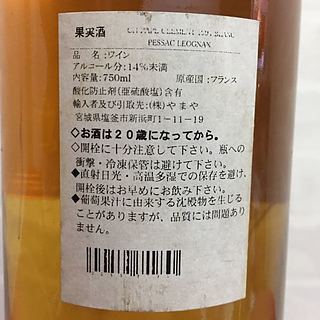 果実酒
PESSAC LEOGNAN
品 名:ワイン
アルコール分:14%未満
内容量:750ml 原産国:フランス
酸化防止剤(亜硫酸塩)含有
輸入者及び引取先:(株)やまや
宮城県塩釜市新浜町1-11-19
◇お酒は20歳になってから。
◇開栓に十分注意して下さい。瓶への
衝撃・冷凍保管は避けて下さい。
◆直射日光・高温多湿での保存を避け、
開栓後はお早めにお飲み下さい。
◆葡萄果汁に由来する沈殿物を生じる
ことがありますが、品質には問題あり
ません。